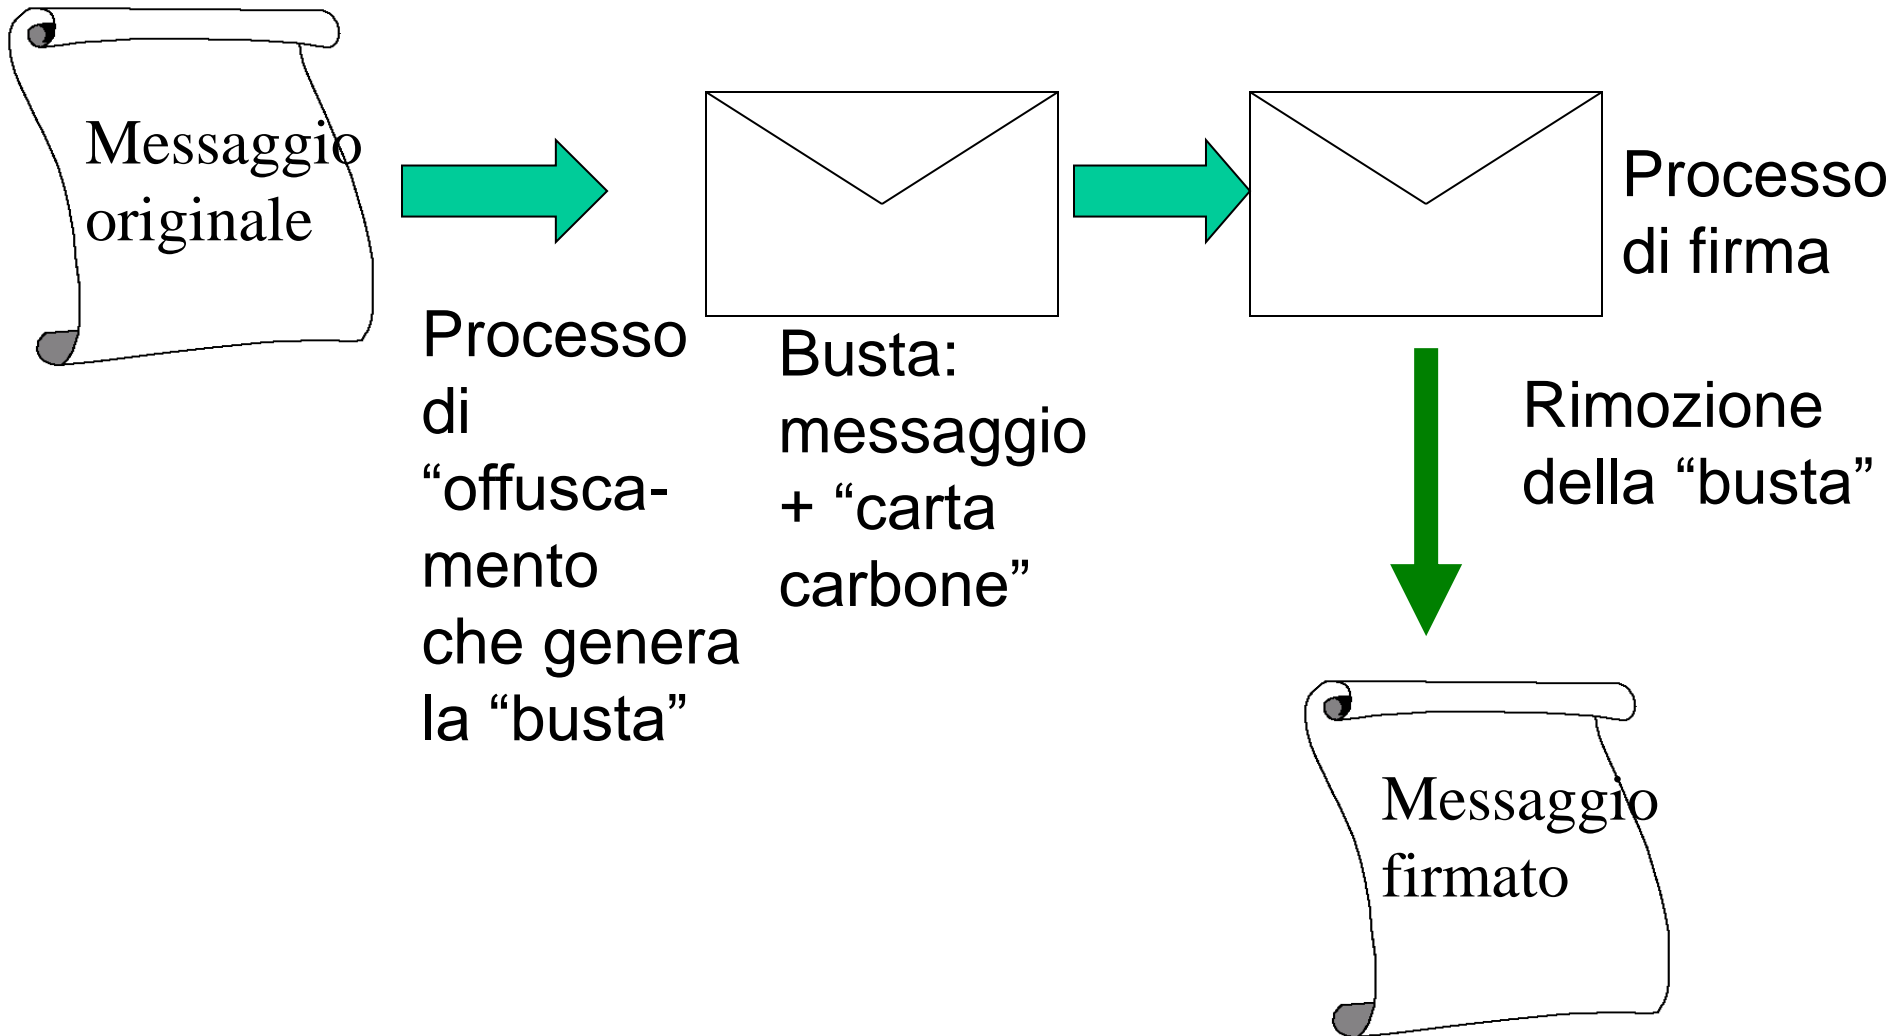 Messaggio
originale
Processo
di
“offusca-
mento
che genera
la “busta”
Busta:
messaggio
+ “carta
carbone”
Processo
di firma
Rimozione
della “busta”
Messaggio
firmato